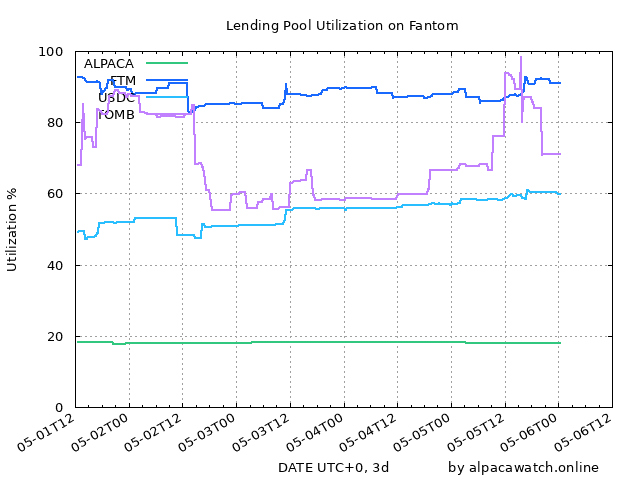 Lending Pool Utilization on Fantom
ALPACA
FTM
USDC
TOMB
Utilization %
100
80
60
40
20
0
05-01T12
05-02T00
05-02T12
05-03T00
05-03T12
05-04T00
05-04T12
05-05T00
05-05T12
05-06T00
05-06T12
DATE UTC+0, 3d
by alpacawatch.online